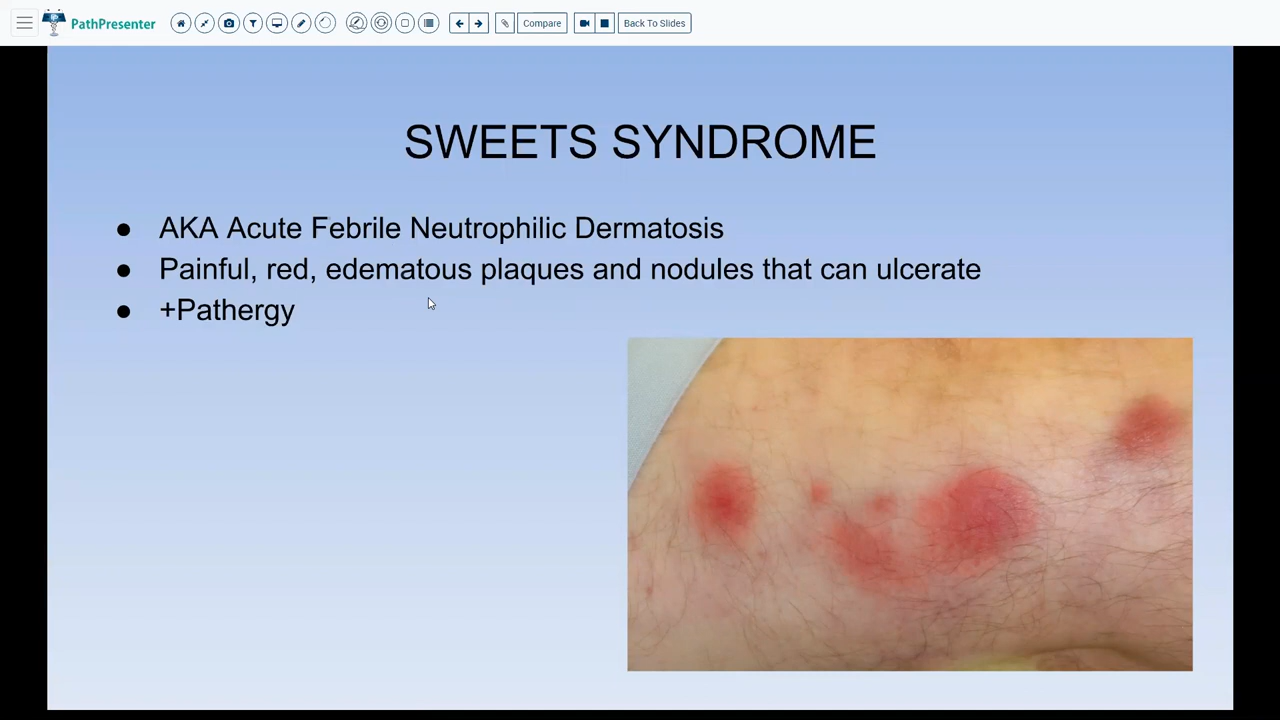 PathPresenter
Compare
Back To Slides
SWEETS SYNDROME
● AKA Acute Febrile Neutrophilic Dermatosis
● Painful, red, edematous plaques and nodules that can ulcerate
● +Pathergy